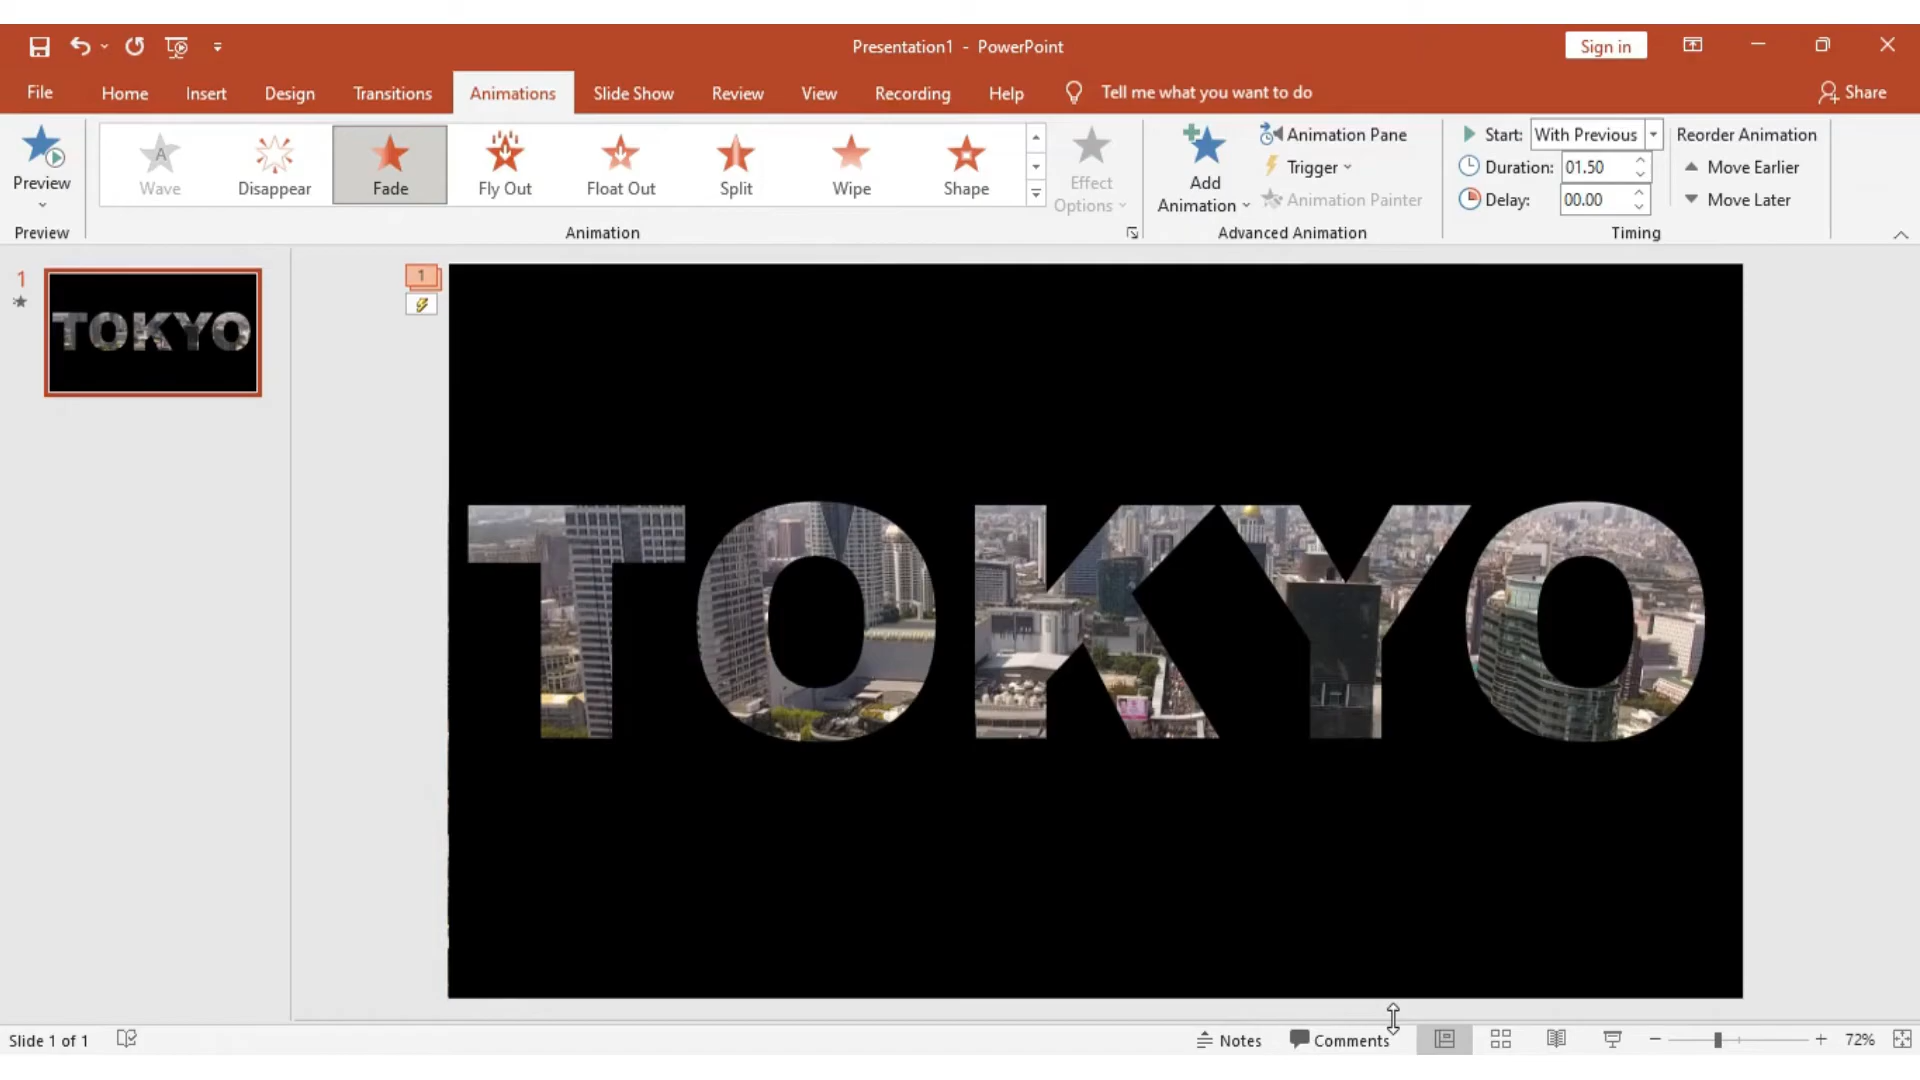 Presentation1 - PowerPoint
Sign in
File Home Insert Design Transitions Animations Slide Show Review View Recording Help Tell me what you want to do Share
Preview
Wave Disappear Fade Fly Out Float Out Split Wipe Shape
Effect Options
Add Animation
Animation Pane
Trigger
Animation Painter
Start: With Previous
Duration: 01.50
Delay: 00.00
Reorder Animation
Move Earlier
Move Later
Preview Animation Advanced Animation Timing
1
TOKYO
1
TOKYO
Slide 1 of 1 Notes Comments 72%